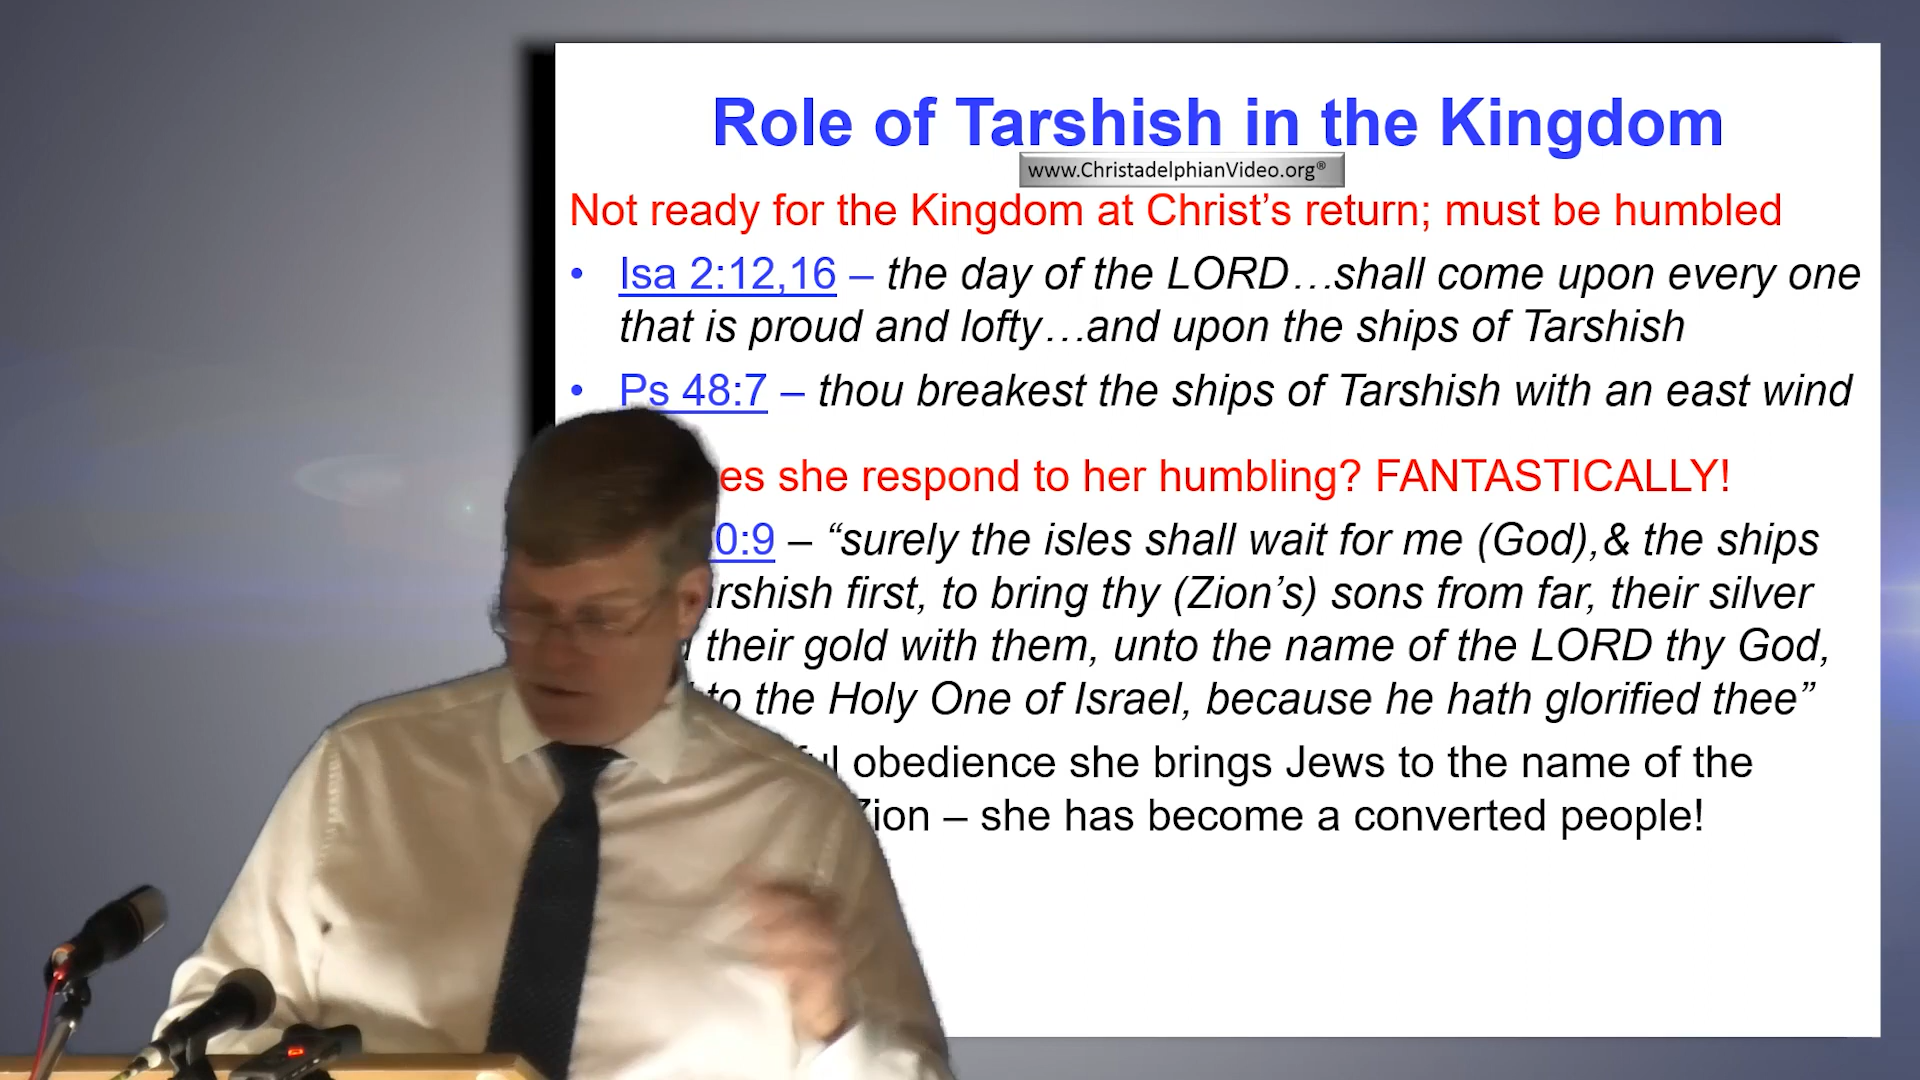 Role of Tarshish in the Kingdom
www.ChristadelphianVideo.org®
Not ready for the Kingdom at Christ’s return; must be humbled
• Isa 2:12,16 – the day of the LORD…shall come upon every one
that is proud and lofty…and upon the ships of Tarshish
• Ps 48:7 – thou breakest the ships of Tarshish with an east wind
she respond to her humbling? FANTASTICALLY!
0:9 – “surely the isles shall wait for me (God),& the ships
first, to bring thy (Zion’s) sons from far, their silver
their gold with them, unto the name of the LORD thy God,
to the Holy One of Israel, because he hath glorified thee”
obedience she brings Jews to the name of the
– she has become a converted people!